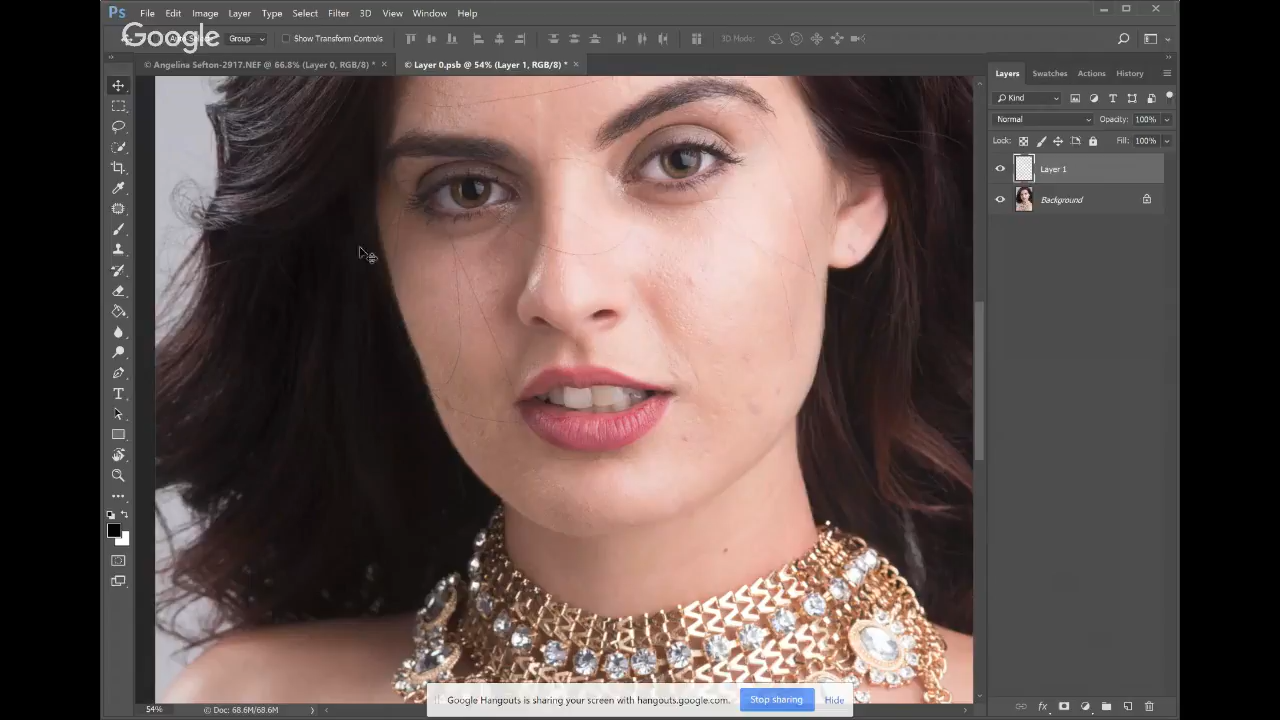 Ps File Edit Image Layer Type Select Filter 3D View Window Help
Google
Group Show Transform Controls 3D Mode:
© Angelina Sefton-2917.NEF @ 66.8% (Layer 0, RGB/8) * × © Layer 0.psb @ 54% (Layer 1, RGB/8) * ×
Layers Swatches Actions History
Kind
Normal Opacity: 100%
Lock: Fill: 100%
Layer 1
Background
Google Hangouts is sharing your screen with hangouts.google.com. Stop sharing Hide
54% © Doc: 68.6M/68.6M